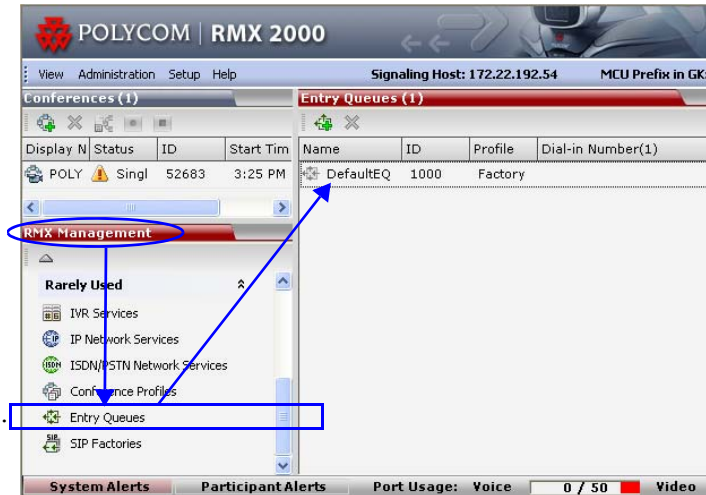 POLYCOM | RMX 2000
View Administration Setup Help Signaling Host: 172.22.192.54 MCU Prefix in GK:
Conferences (1)
Display N Status ID Start Tim
POLY Singl 52683 3:25 PM
RMX Management
Rarely Used
IVR Services
IP Network Services
ISDN/PSTN Network Services
Conference Profiles
Entry Queues
SIP Factories
Entry Queues (1)
Name ID Profile Dial-in Number(1)
DefaultEQ 1000 Factory
System Alerts Participant Alerts Port Usage: Voice 0 / 50 Video